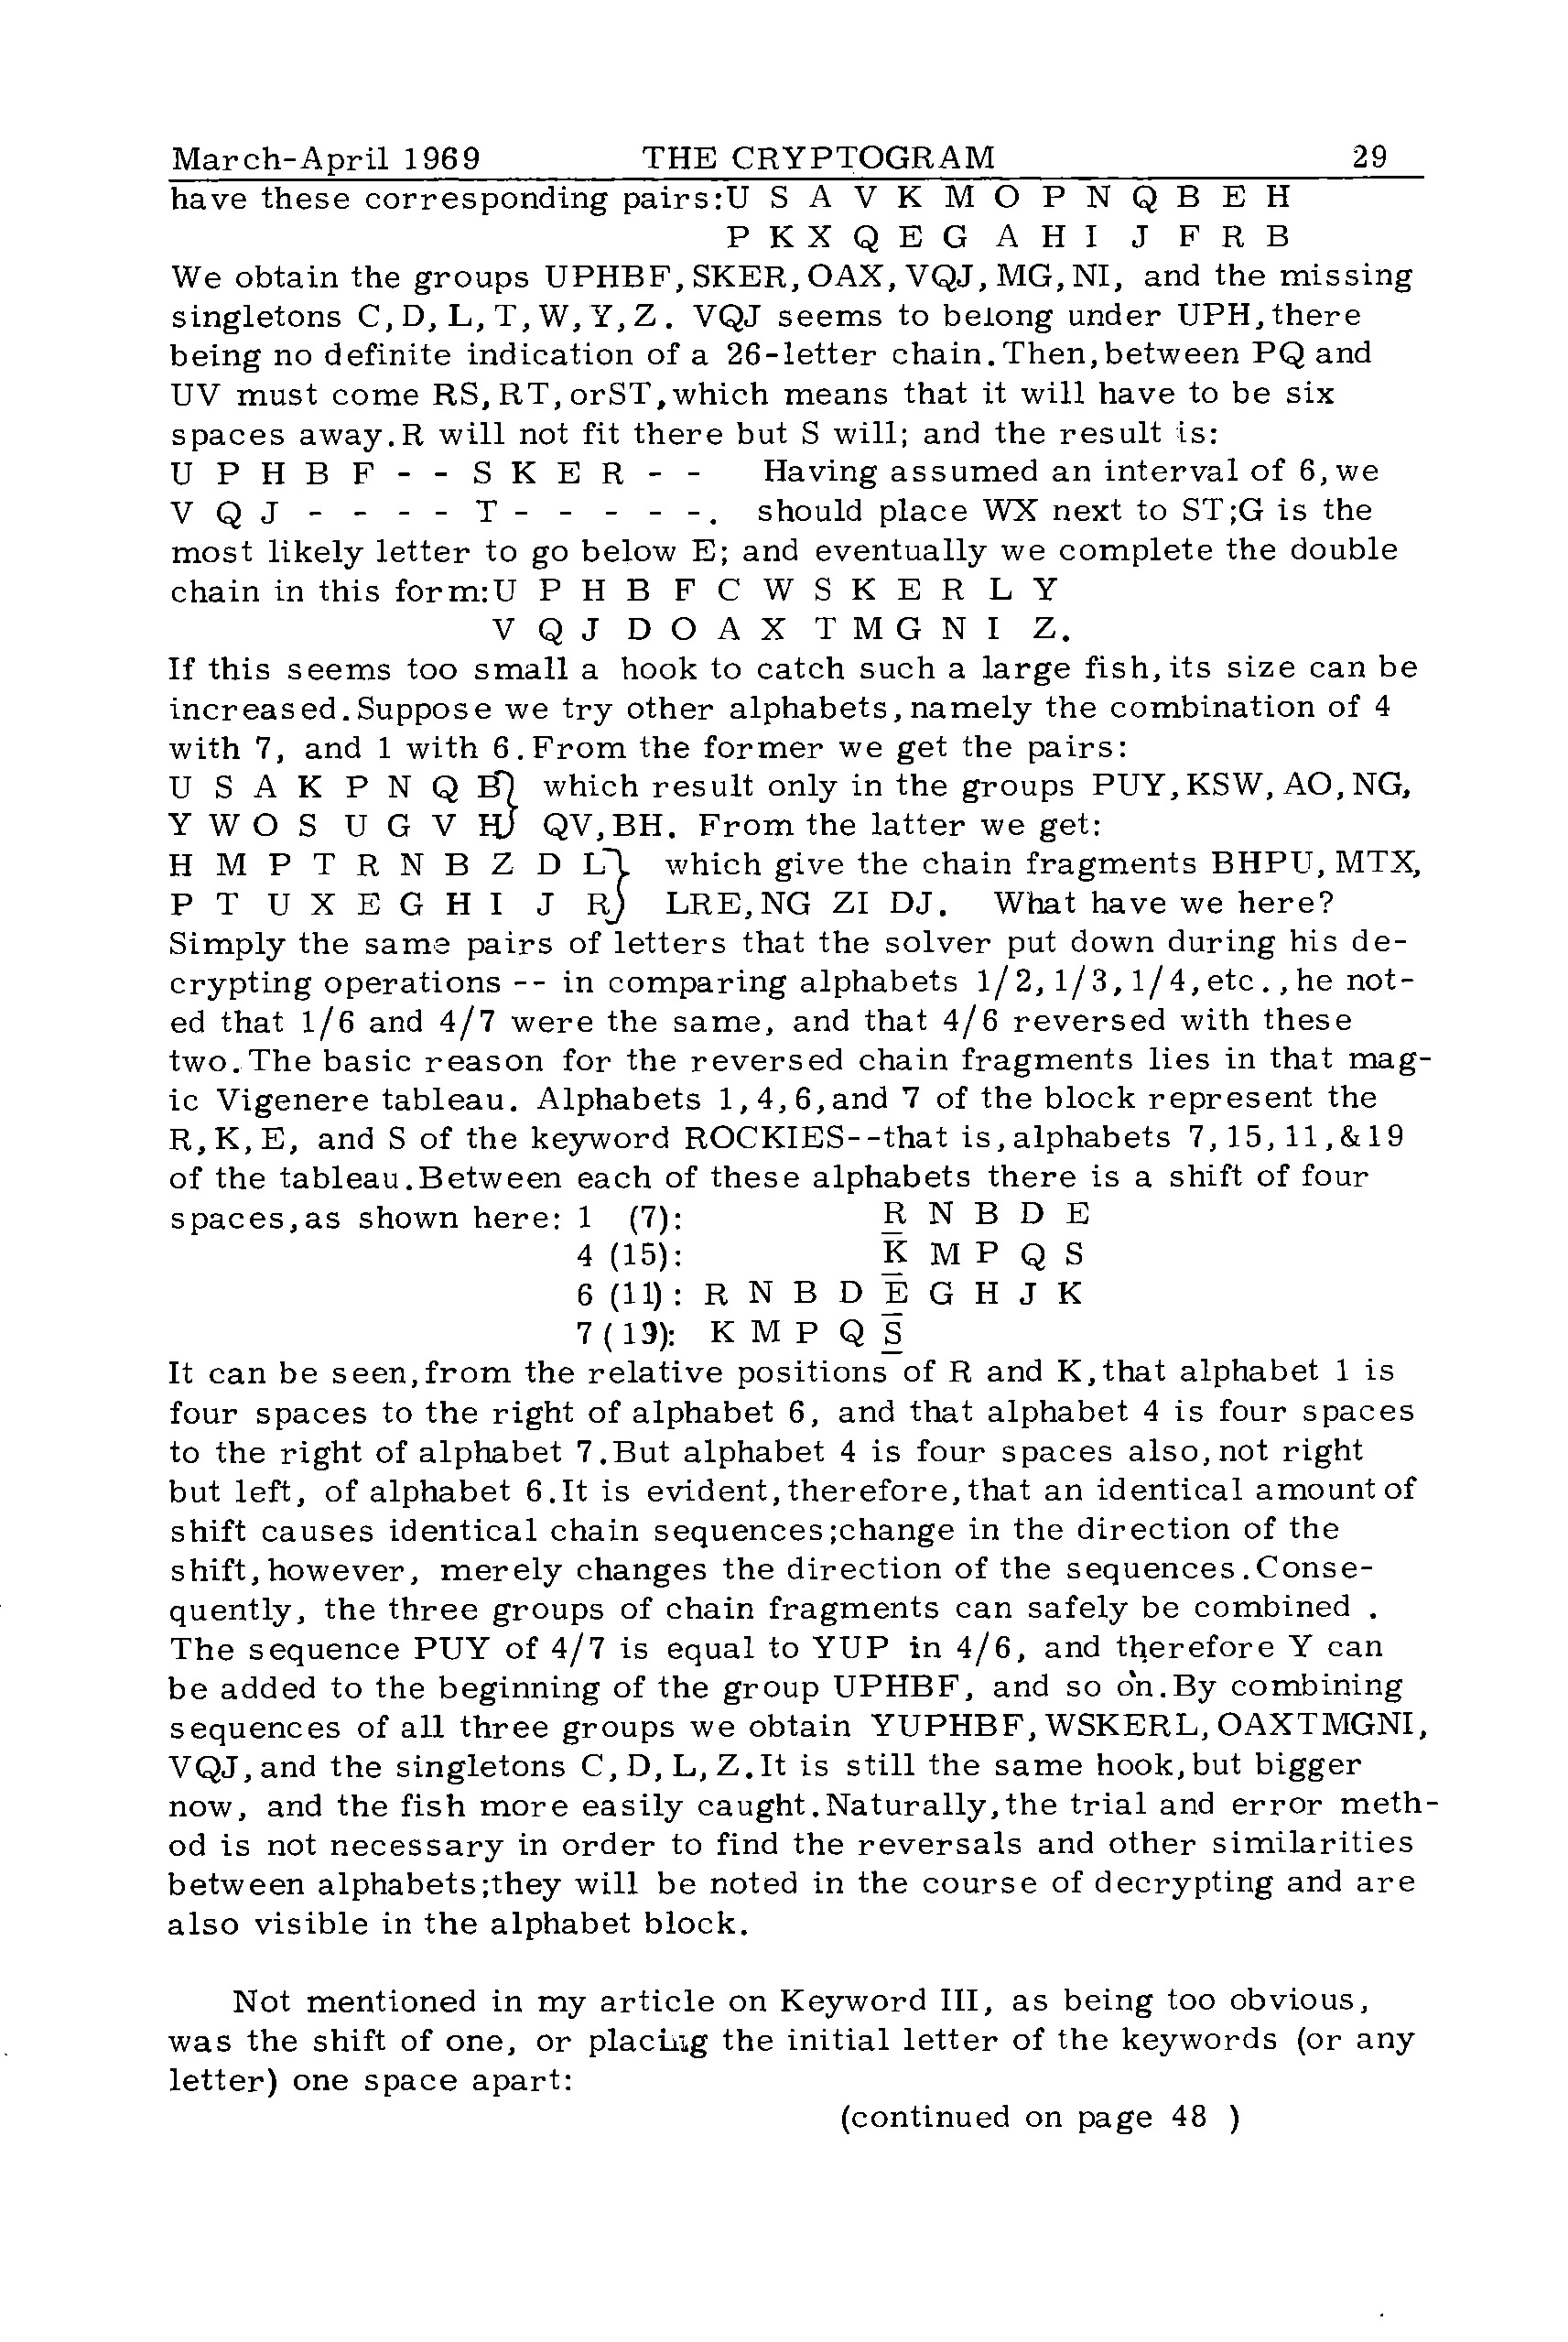 March-April 1969 THE CRYPTOGRAM 29
have these corresponding pairs:U S A V K M O P N Q B E H
P K X Q E G A H I J F R B
We obtain the groups UPHBF,SKER,OAX,VQJ,MG,NI, and the missing
singletons C,D,L,T,W,Y,Z. VQJ seems to belong under UPH,there
being no definite indication of a 26-letter chain.Then,between PQ and
UV must come RS,RT,orST,which means that it will have to be six
spaces away.R will not fit there but S will; and the result is:
U P H B F - - S K E R - - Having assumed an interval of 6,we
V Q J - - - - T - - - - -. should place WX next to ST;G is the
most likely letter to go below E; and eventually we complete the double
chain in this form:U P H B F C W S K E R L Y
V Q J D O A X T M G N I Z.
If this seems too small a hook to catch such a large fish,its size can be
increased.Suppose we try other alphabets,namely the combination of 4
with 7, and 1 with 6.From the former we get the pairs:
U S A K P N Q B} which result only in the groups PUY,KSW,AO,NG,
Y W O S U G V H} QV,BH. From the latter we get:
H M P T R N B Z D L} which give the chain fragments BHPU,MTX,
P T U X E G H I J R} LRE,NG ZI DJ. What have we here?
Simply the same pairs of letters that the solver put down during his de-
crypting operations -- in comparing alphabets 1/2,1/3,1/4,etc.,he not-
ed that 1/6 and 4/7 were the same, and that 4/6 reversed with these
two.The basic reason for the reversed chain fragments lies in that mag-
ic Vigenere tableau. Alphabets 1,4,6,and 7 of the block represent the
R,K,E, and S of the keyword ROCKIES--that is,alphabets 7,15,11,&19
of the tableau.Between each of these alphabets there is a shift of four
spaces,as shown here: 1 (7): R N B D E
4 (15): K M P Q S
6 (11): R N B D E G H J K
7(19): K M P Q S
It can be seen,from the relative positions of R and K,that alphabet 1 is
four spaces to the right of alphabet 6, and that alphabet 4 is four spaces
to the right of alphabet 7.But alphabet 4 is four spaces also,not right
but left, of alphabet 6.It is evident,therefore,that an identical amount of
shift causes identical chain sequences;change in the direction of the
shift,however, merely changes the direction of the sequences.Conse-
quently, the three groups of chain fragments can safely be combined .
The sequence PUY of 4/7 is equal to YUP in 4/6, and therefore Y can
be added to the beginning of the group UPHBF, and so on.By combining
sequences of all three groups we obtain YUPHBF,WSKERL,OAXTMGNI,
VQJ,and the singletons C,D,L,Z.It is still the same hook,but bigger
now, and the fish more easily caught.Naturally,the trial and error meth-
od is not necessary in order to find the reversals and other similarities
between alphabets;they will be noted in the course of decrypting and are
also visible in the alphabet block.
Not mentioned in my article on Keyword III, as being too obvious,
was the shift of one, or placing the initial letter of the keywords (or any
letter) one space apart:
(continued on page 48 )